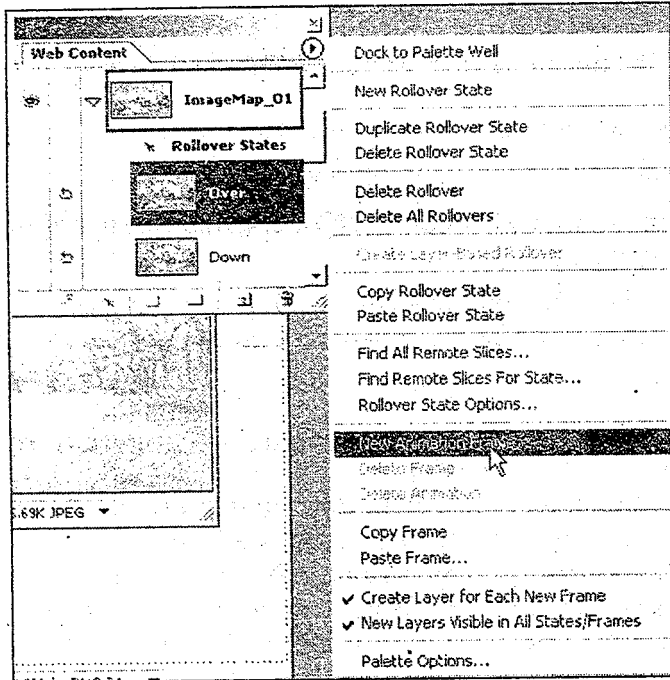 Web Content
ImageMap_01
Rollover States
Over
Down
5.69K JPEG
Dock to Palette Well
New Rollover State
Duplicate Rollover State
Delete Rollover State
Delete Rollover
Delete All Rollovers
Create Layer-Based Rollover
Copy Rollover State
Paste Rollover State
Find All Remote Slices...
Find Remote Slices For State...
Rollover State Options...
New Animation Frame
Delete Frame
Delete Animation
Copy Frame
Paste Frame...
Create Layer for Each New Frame
New Layers Visible in All States/Frames
Palette Options...